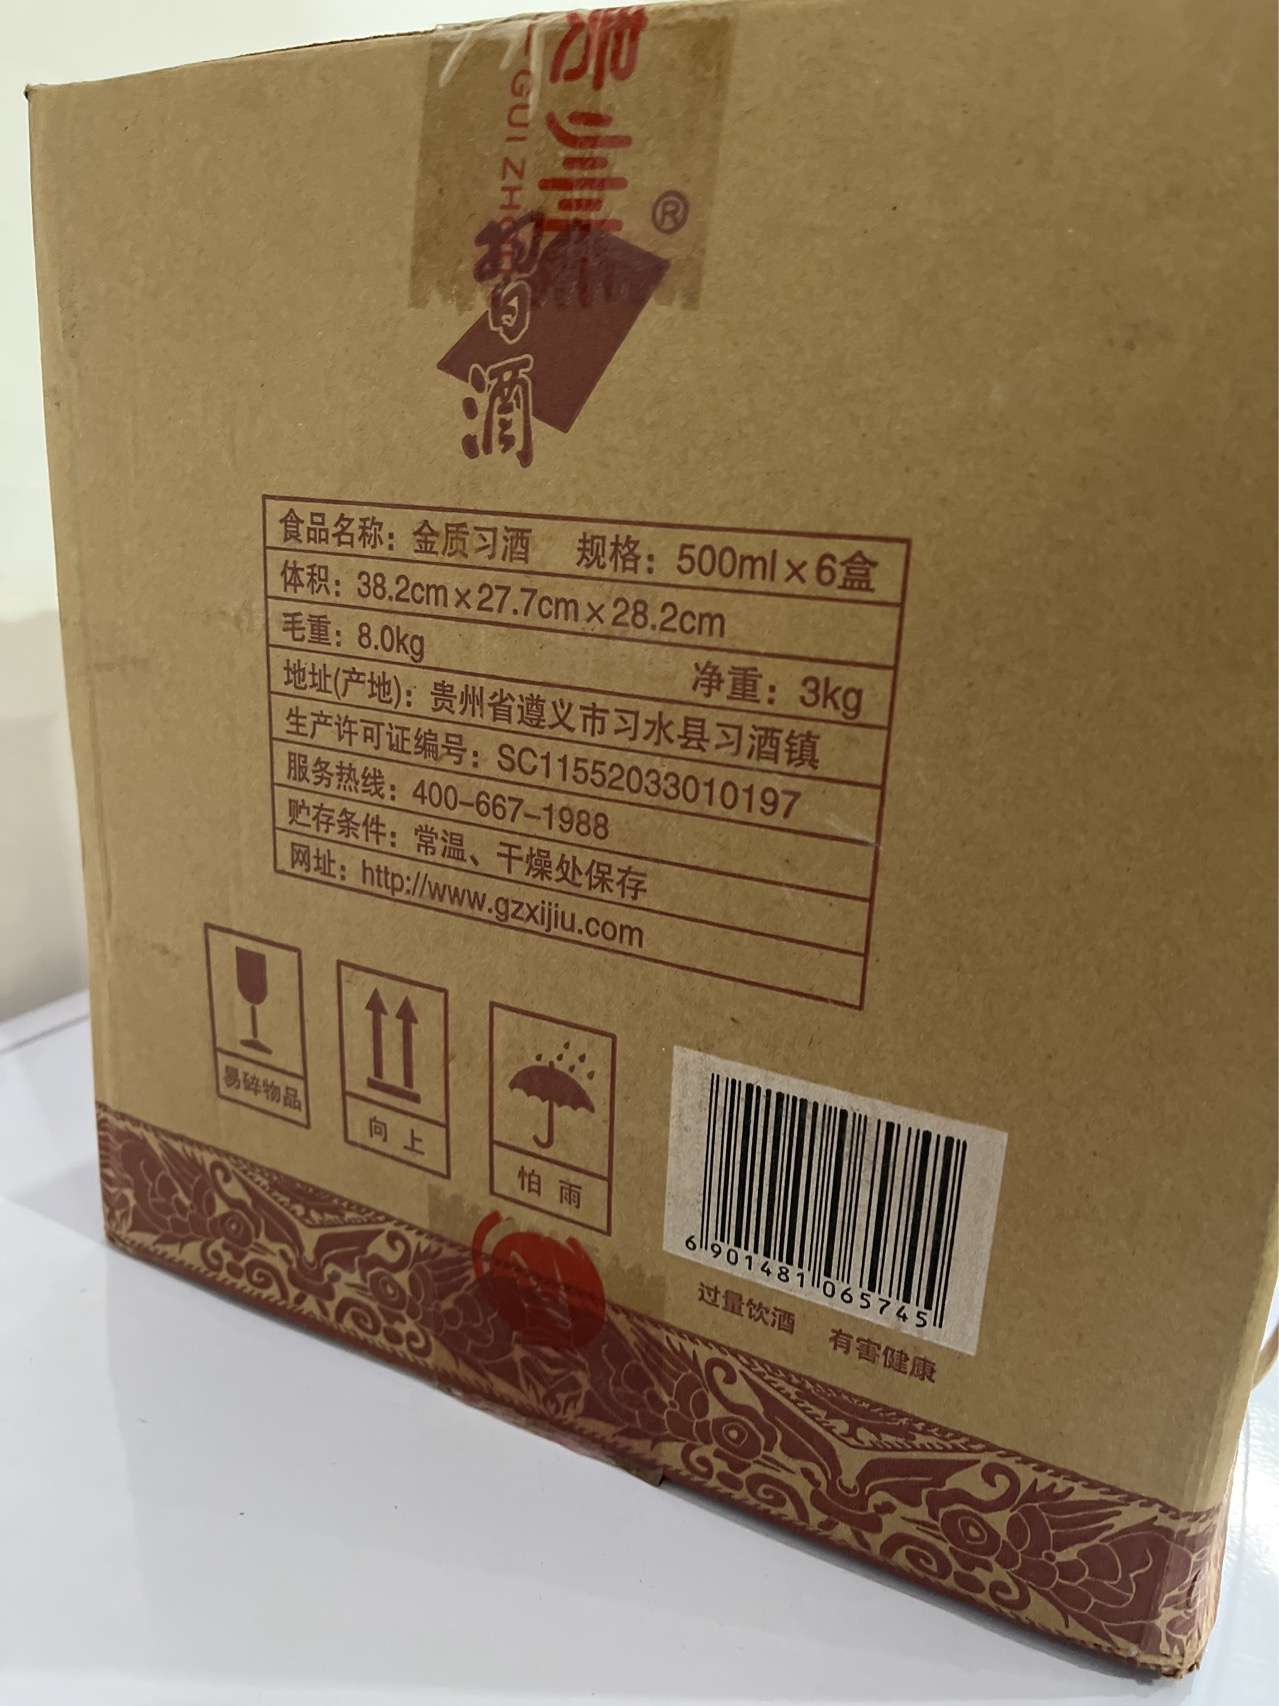 贵州
GUI ZHOU
®
習酒
食品名称：金质习酒 规格：500ml×6盒
体积：38.2cm×27.7cm×28.2cm
毛重：8.0kg 净重：3kg
地址(产地)：贵州省遵义市习水县习酒镇
生产许可证编号：SC11552033010197
服务热线：400-667-1988
贮存条件：常温、干燥处保存
网址：http://www.gzxijiu.com
易碎物品
向上
怕雨
6 901481 065745
过量饮酒 有害健康